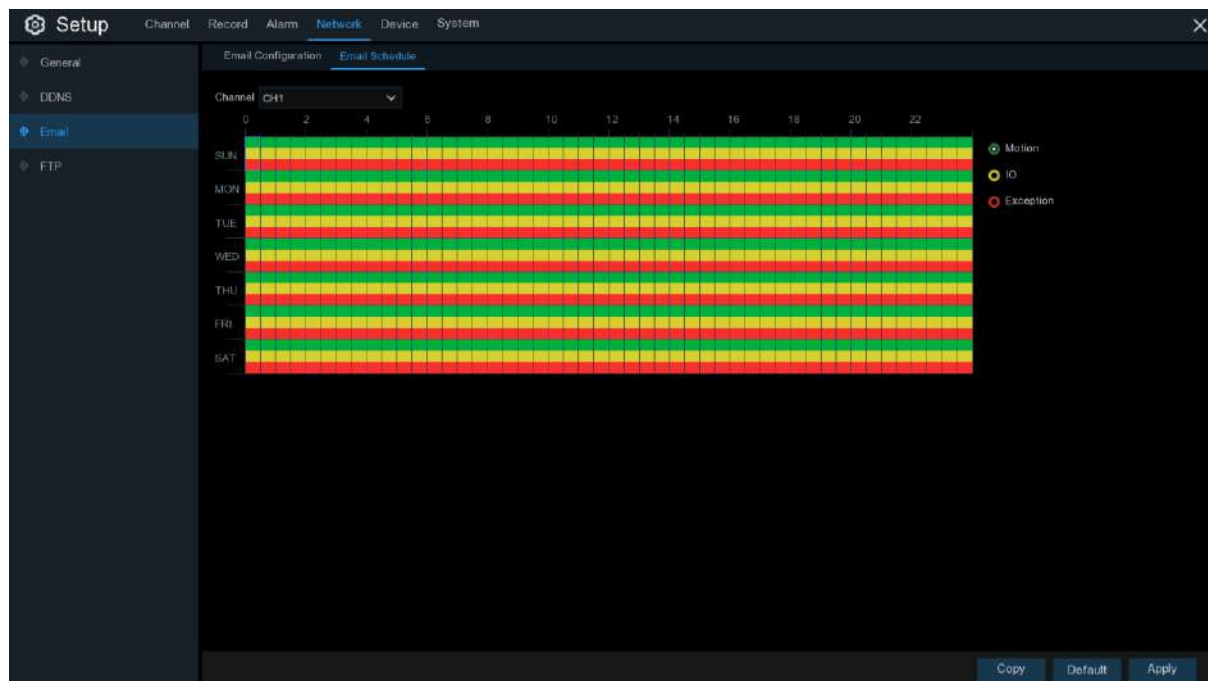 Setup Channel Record Alarm Network Device System
General
DDNS
Email
FTP
Email Configuration Email Schedule
Channel CH1
0 2 4 6 8 10 12 14 16 18 20 22
SUN
MON
TUE
WED
THU
FRI
SAT
Motion
IO
Exception
Copy Default Apply